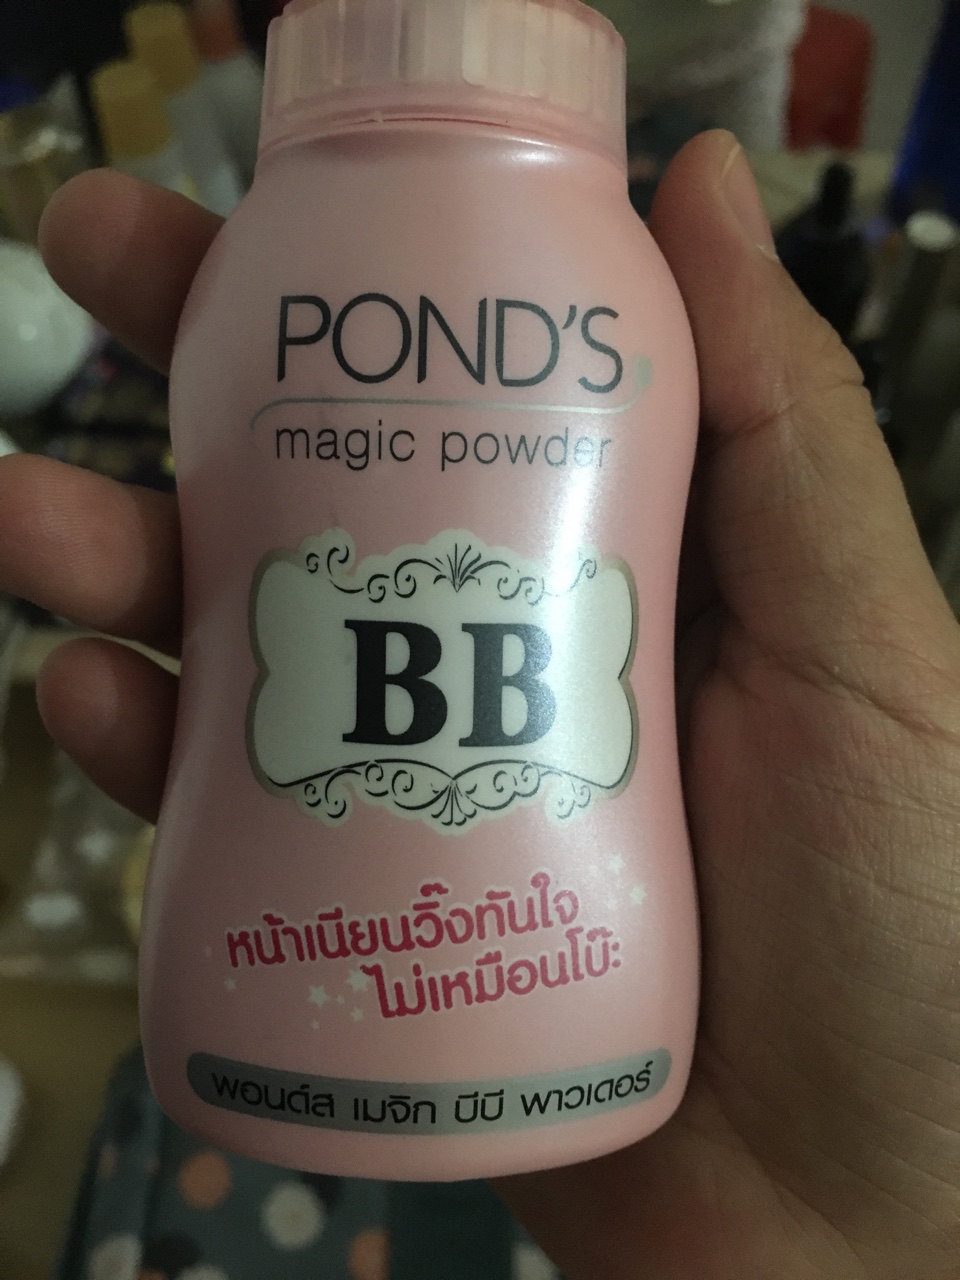 POND'S
magic powder
BB
หน้าเนียนวิ๊งทันใจ
ไม่เหมือนโบ๊ะ
พอนด์ส เมจิก บีบี พาวเดอร์